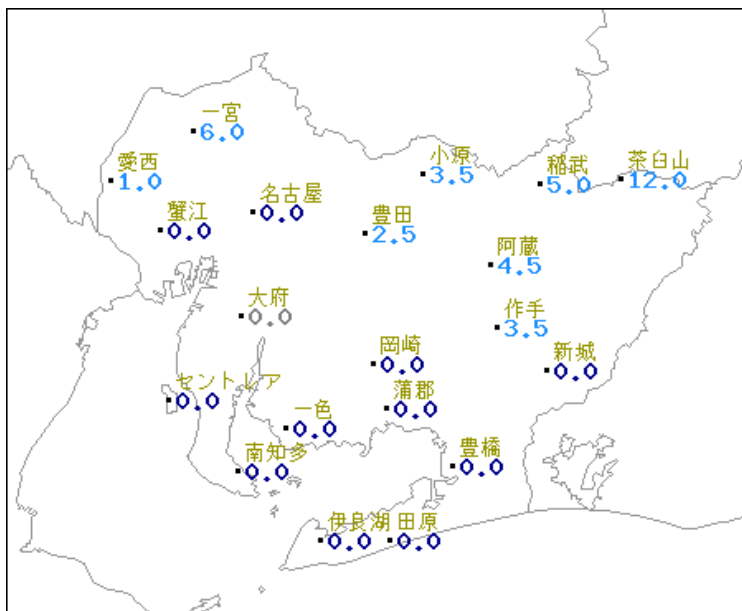 一宮
6.0
愛西
1.0
小原
3.5
稲武
5.0
茶臼山
12.0
蟹江
0.0
名古屋
0.0
豊田
2.5
阿蔵
4.5
大府
0.0
作手
3.5
岡崎
0.0
新城
0.0
セントレア
0.0
蒲郡
0.0
一色
0.0
南知多
0.0
豊橋
0.0
伊良湖
0.0
田原
0.0